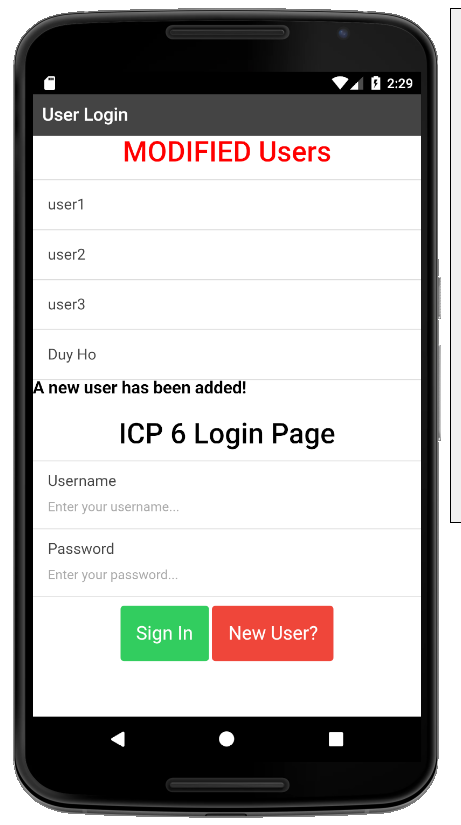 2:29
User Login
MODIFIED Users
user1
user2
user3
Duy Ho
A new user has been added!
ICP 6 Login Page
Username
Enter your username...
Password
Enter your password...
Sign In New User?